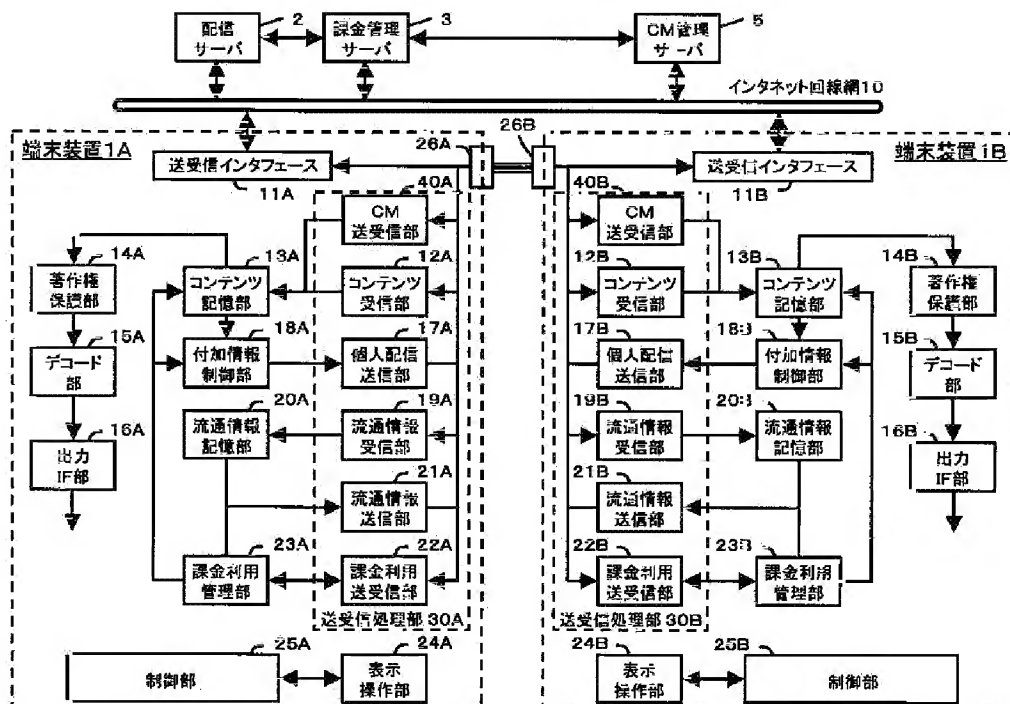 配信
サーバ
2
課金管理
サーバ
3
CM管理
サーバ
5
インタネット回線網10
端末装置1A
送受信インタフェース
11A
26A
26B
端末装置1B
送受信インタフェース
11B
40A
CM
送受信部
14A
著作権
保護部
13A
コンテンツ
記憶部
12A
コンテンツ
受信部
15A
デコード
部
18A
付加情報
制御部
17A
個人配信
送信部
16A
出力
IF部
20A
流通情報
記憶部
19A
流通情報
受信部
21A
流通情報
送信部
23A
課金利用
管理部
22A
課金利用
送受信部
送受信処理部30A
25A
制御部
24A
表示
操作部
40B
CM
送受信部
12B
コンテンツ
受信部
13B
コンテンツ
記憶部
14B
著作権
保護部
17B
個人配信
送信部
18B
付加情報
制御部
15B
デコード
部
19B
流通情報
受信部
20B
流通情報
記憶部
16B
出力
IF部
21B
流通情報
送信部
22B
課金利用
送受信部
23B
課金利用
管理部
送受信処理部30B
24B
表示
操作部
25B
制御部